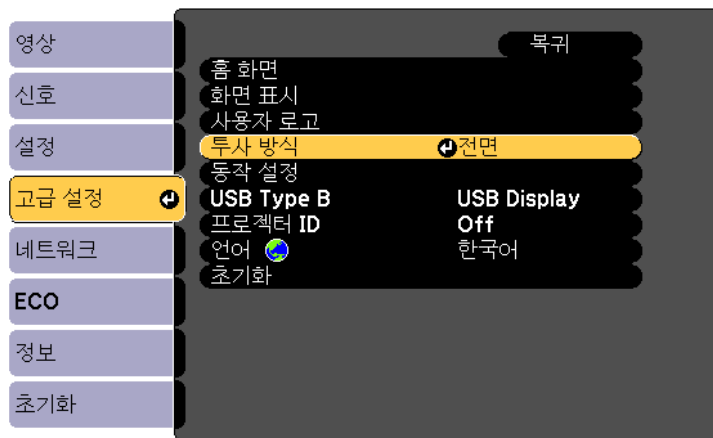 영상
신호
설정
고급 설정
네트워크
ECO
정보
초기화
복귀
홈 화면
화면 표시
사용자 로고
투사 방식 전면
동작 설정
USB Type B USB Display
프로젝터 ID Off
언어 한국어
초기화